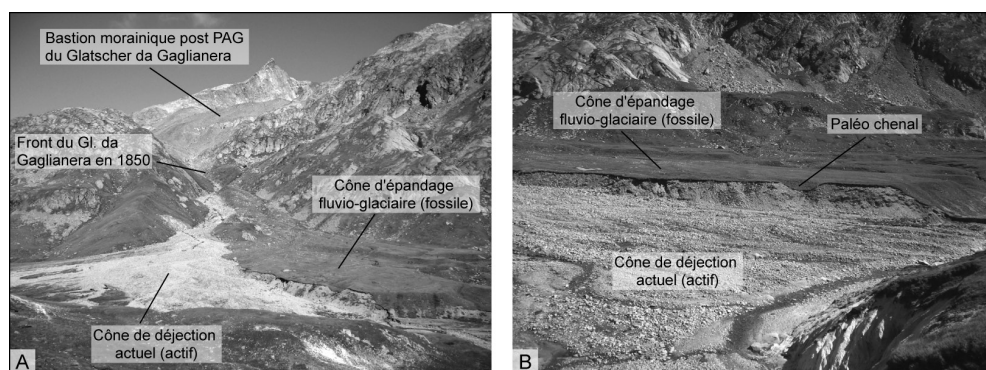 Bastion morainique post PAG
du Glatscher da Gaglianera
Front du Gl. da
Gaglianera en 1850
Cône d'épandage
fluvio-glaciaire (fossile)
Cône de déjection
actuel (actif)
A
Cône d'épandage
fluvio-glaciaire (fossile)
Paléo chenal
Cône de déjection
actuel (actif)
B